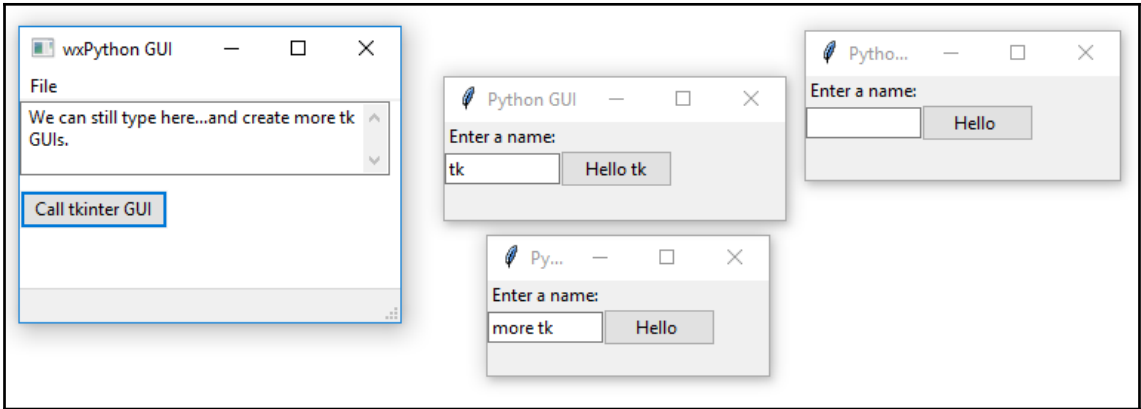 wxPython GUI
File
We can still type here...and create more tk
GUIs.
Call tkinter GUI
Python GUI
Enter a name:
tk
Hello tk
Py...
Enter a name:
more tk
Hello
Pytho...
Enter a name:
Hello